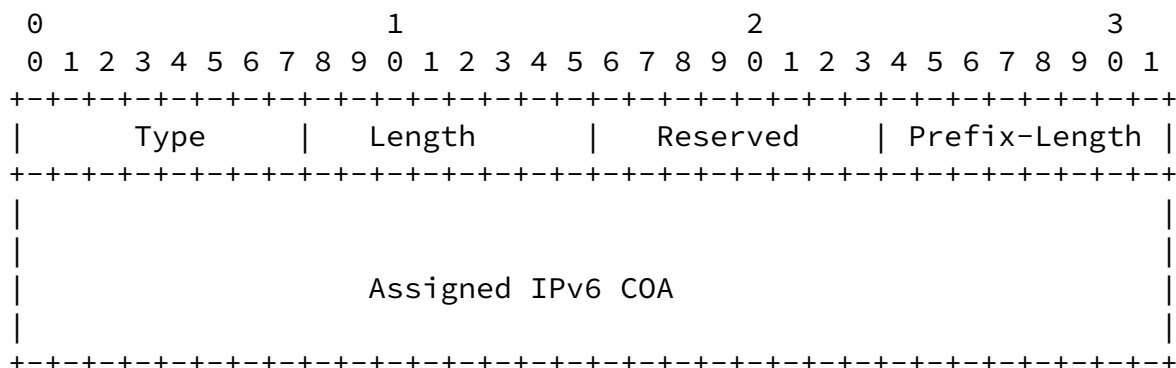 0                   1                   2                   3
 0 1 2 3 4 5 6 7 8 9 0 1 2 3 4 5 6 7 8 9 0 1 2 3 4 5 6 7 8 9 0 1
+-+-+-+-+-+-+-+-+-+-+-+-+-+-+-+-+-+-+-+-+-+-+-+-+-+-+-+-+-+-+-+-+
|      Type     |   Length      |   Reserved    | Prefix-Length |
+-+-+-+-+-+-+-+-+-+-+-+-+-+-+-+-+-+-+-+-+-+-+-+-+-+-+-+-+-+-+-+-+
|                                                               |
|                                                               |
|                   Assigned IPv6 COA                           |
|                                                               |
+-+-+-+-+-+-+-+-+-+-+-+-+-+-+-+-+-+-+-+-+-+-+-+-+-+-+-+-+-+-+-+-+